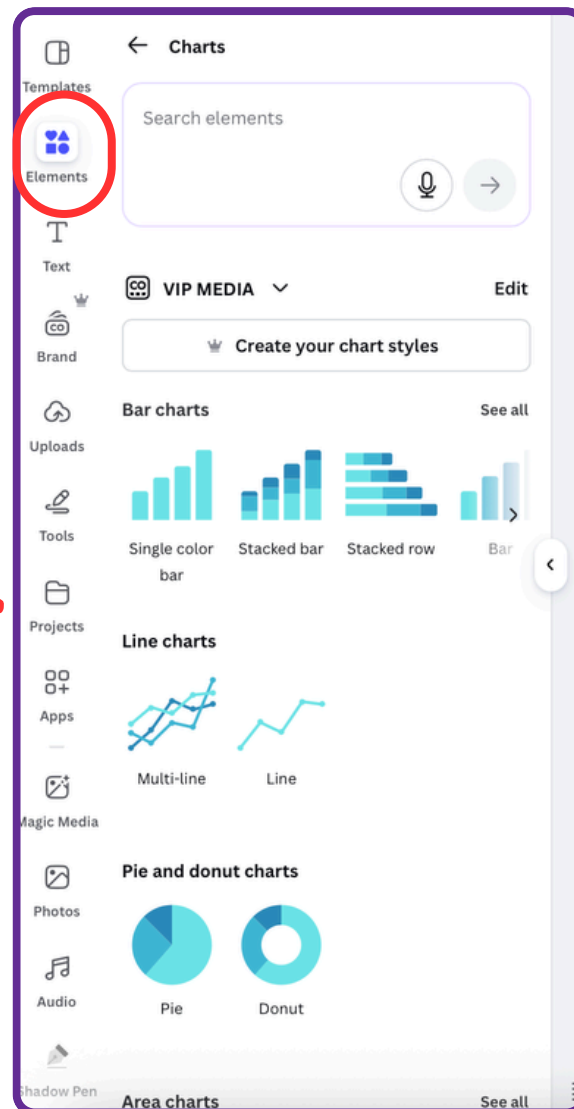 Charts
Templates
Search elements
Elements
Text
CO
VIP MEDIA
Edit
CO
Brand
Create your chart styles
Bar charts
See all
Uploads
Tools
Single color
bar
Stacked bar
Stacked row
Bar
Projects
Line charts
Apps
Multi-line
Line
Magic Media
Pie and donut charts
Photos
Audio
Pie
Donut
Shadow Pen
Area charts
See all